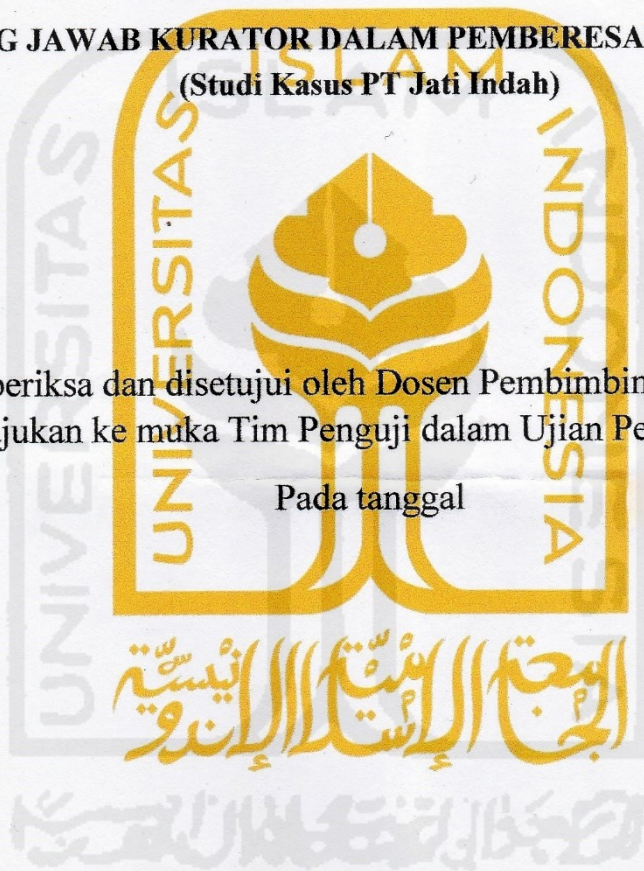 G JAWAB KURATOR DALAM PEMBERESA
(Studi Kasus PT Jati Indah)
UNIVERSITAS
ISLAM
INDONESIA
periksa dan disetujui oleh Dosen Pembimbin
jukan ke muka Tim Penguji dalam Ujian Pe
Pada tanggal
الجامعة الإسلامية الإندونيسية